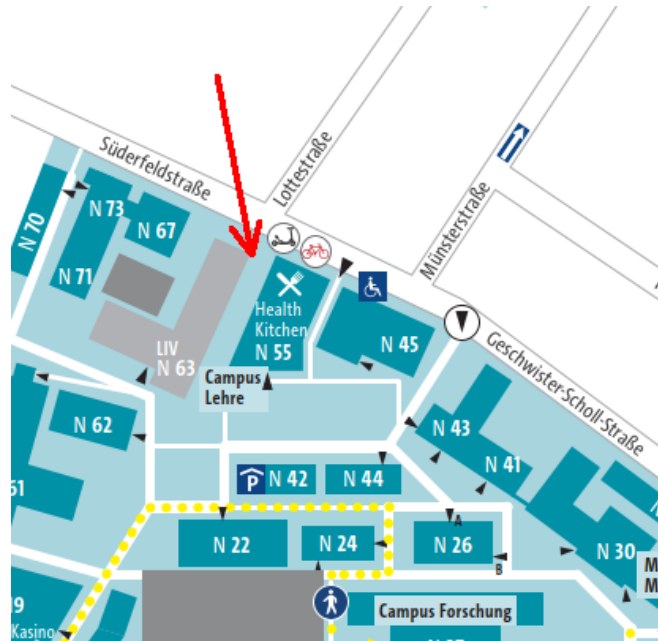 Süderfeldstraße
Lottestraße
Münsterstraße
Geschwister-Scholl-Straße
N 70
N 73
N 67
N 71
LIV
N 63
Health
Kitchen
N 55
N 45
Campus
Lehre
N 62
N 43
N 41
P N 42
N 44
61
N 22
N 24
A
N 26
B
N 30
M
M
19
Kasino
Campus Forschung